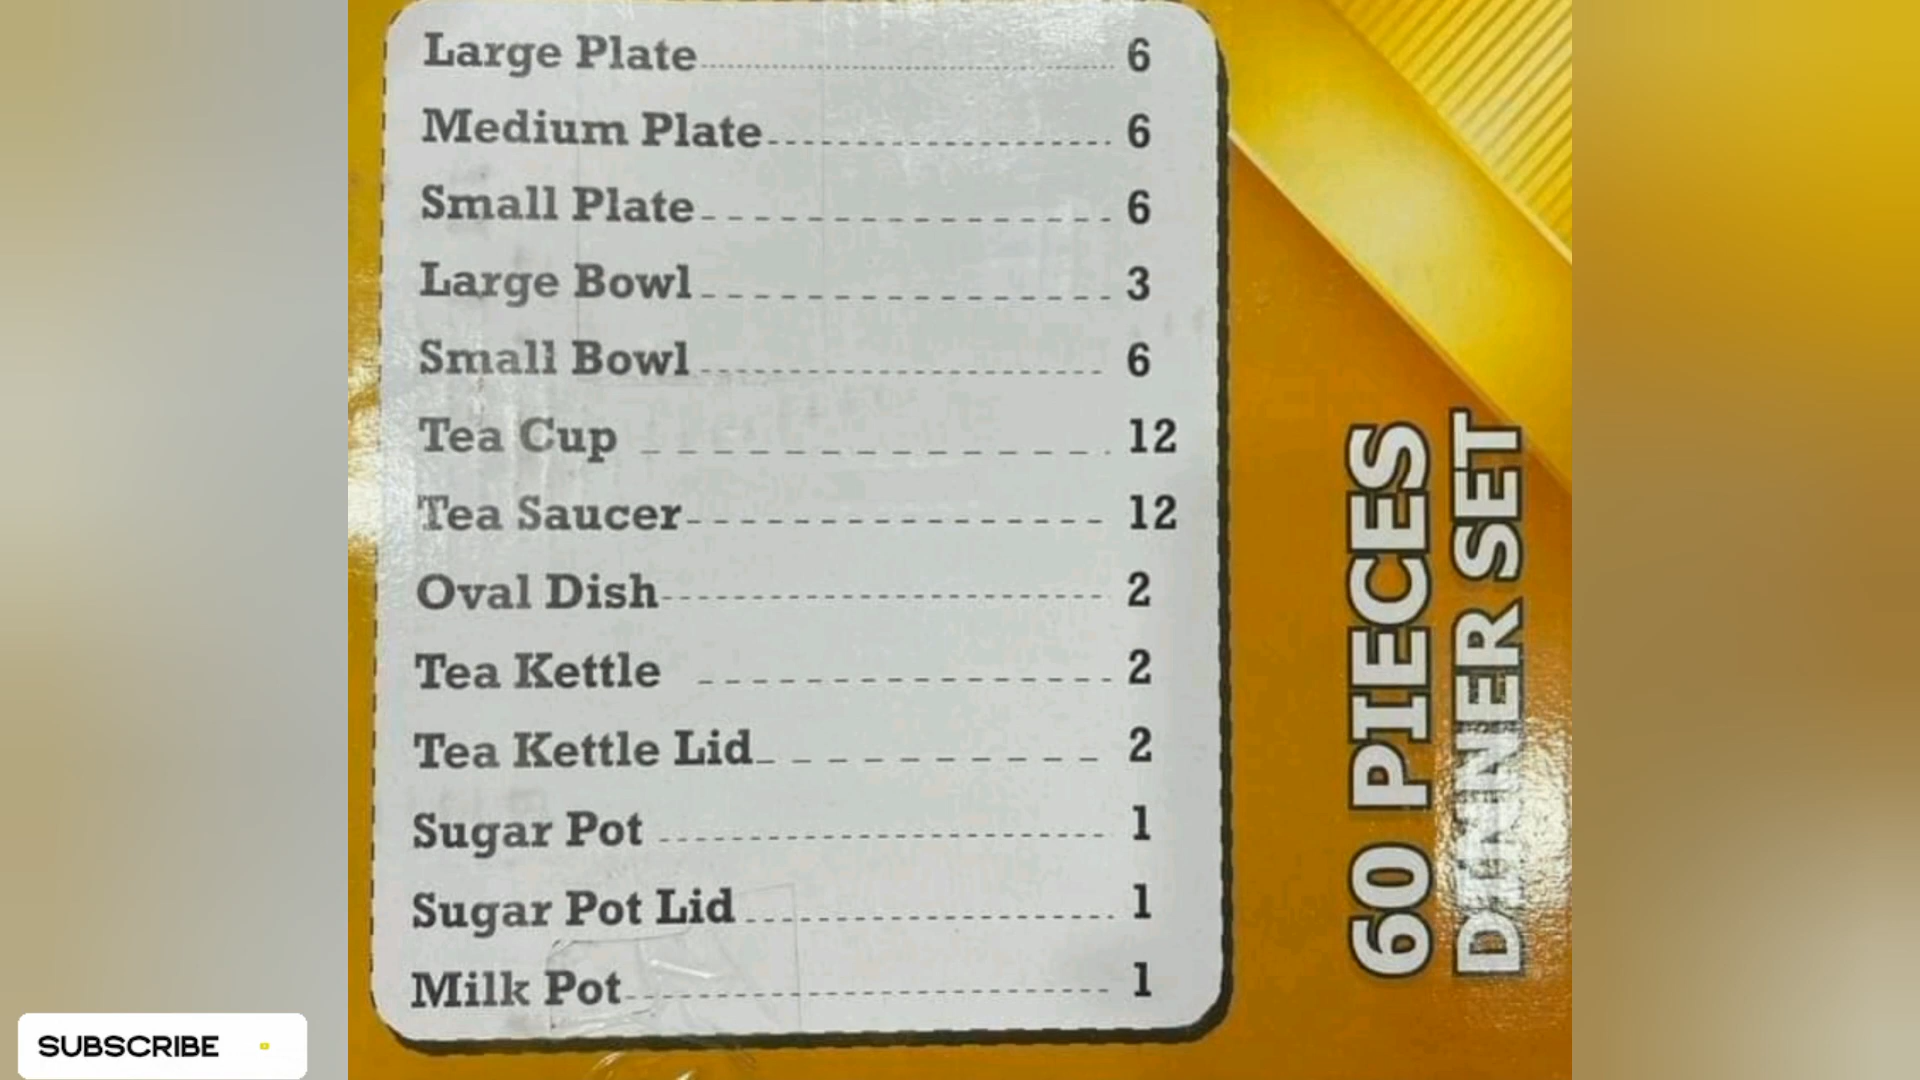 Large Plate 6
Medium Plate 6
Small Plate 6
Large Bowl 3
Small Bowl 6
Tea Cup 12
Tea Saucer 12
Oval Dish 2
Tea Kettle 2
Tea Kettle Lid 2
Sugar Pot 1
Sugar Pot Lid 1
Milk Pot 1
60 PIECES
DINNER SET
SUBSCRIBE